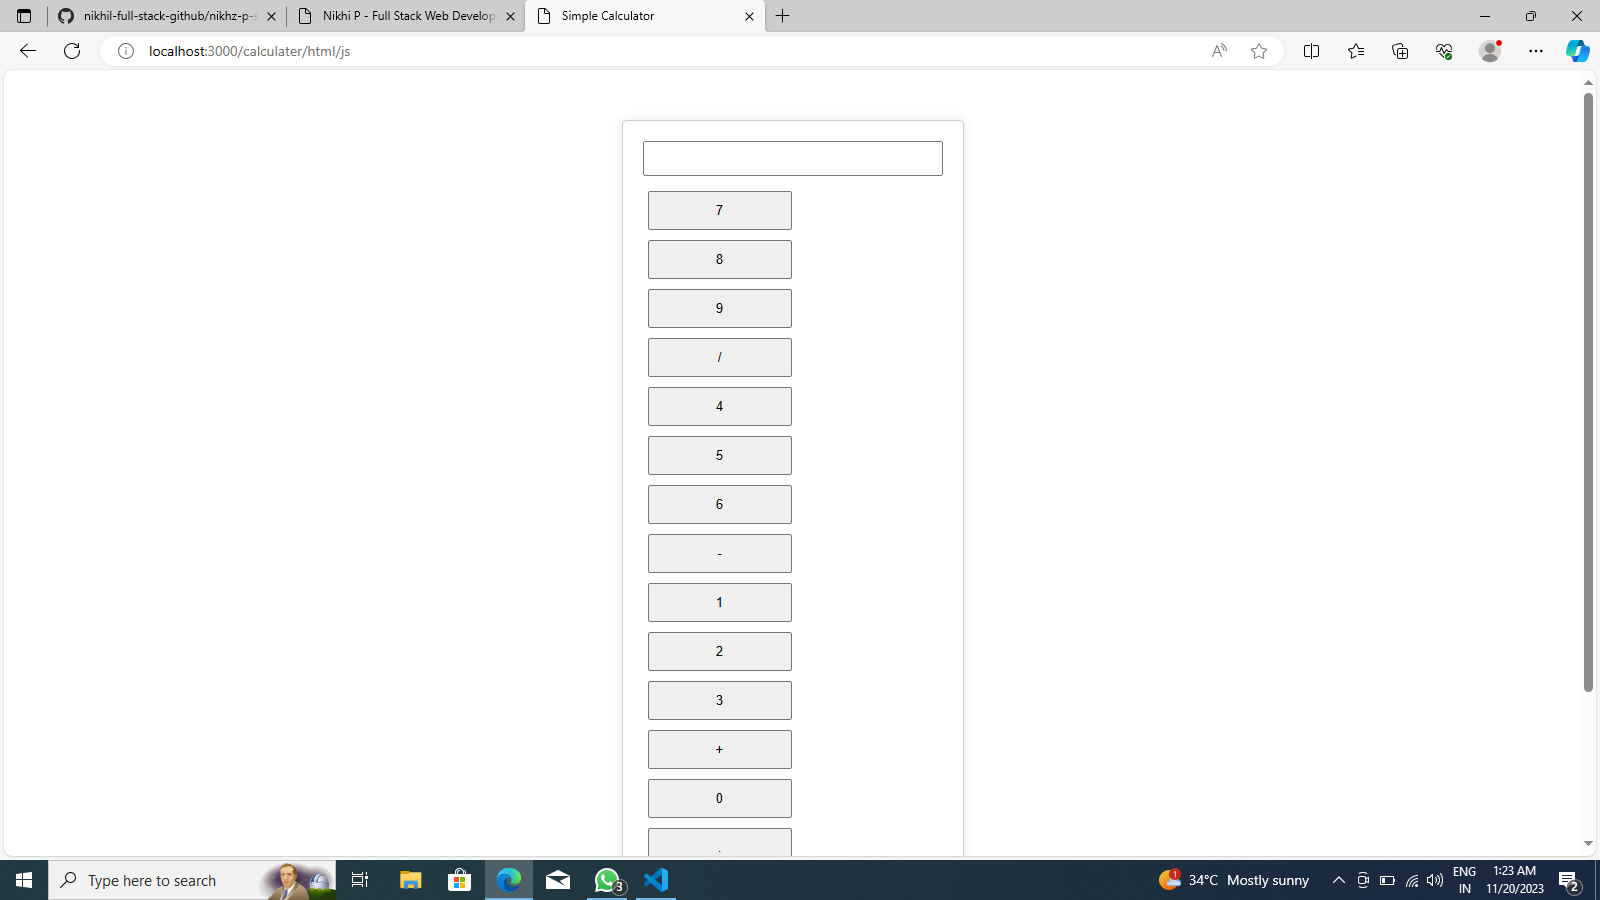 nikhil-full-stack-github/nikhz-p-s
Nikhi P - Full Stack Web Develop
Simple Calculator
localhost:3000/calculater/html/js
7
8
9
/
4
5
6
-
1
2
3
+
0
.
Type here to search
3
1
34°C Mostly sunny
ENG
IN
1:23 AM
11/20/2023
2